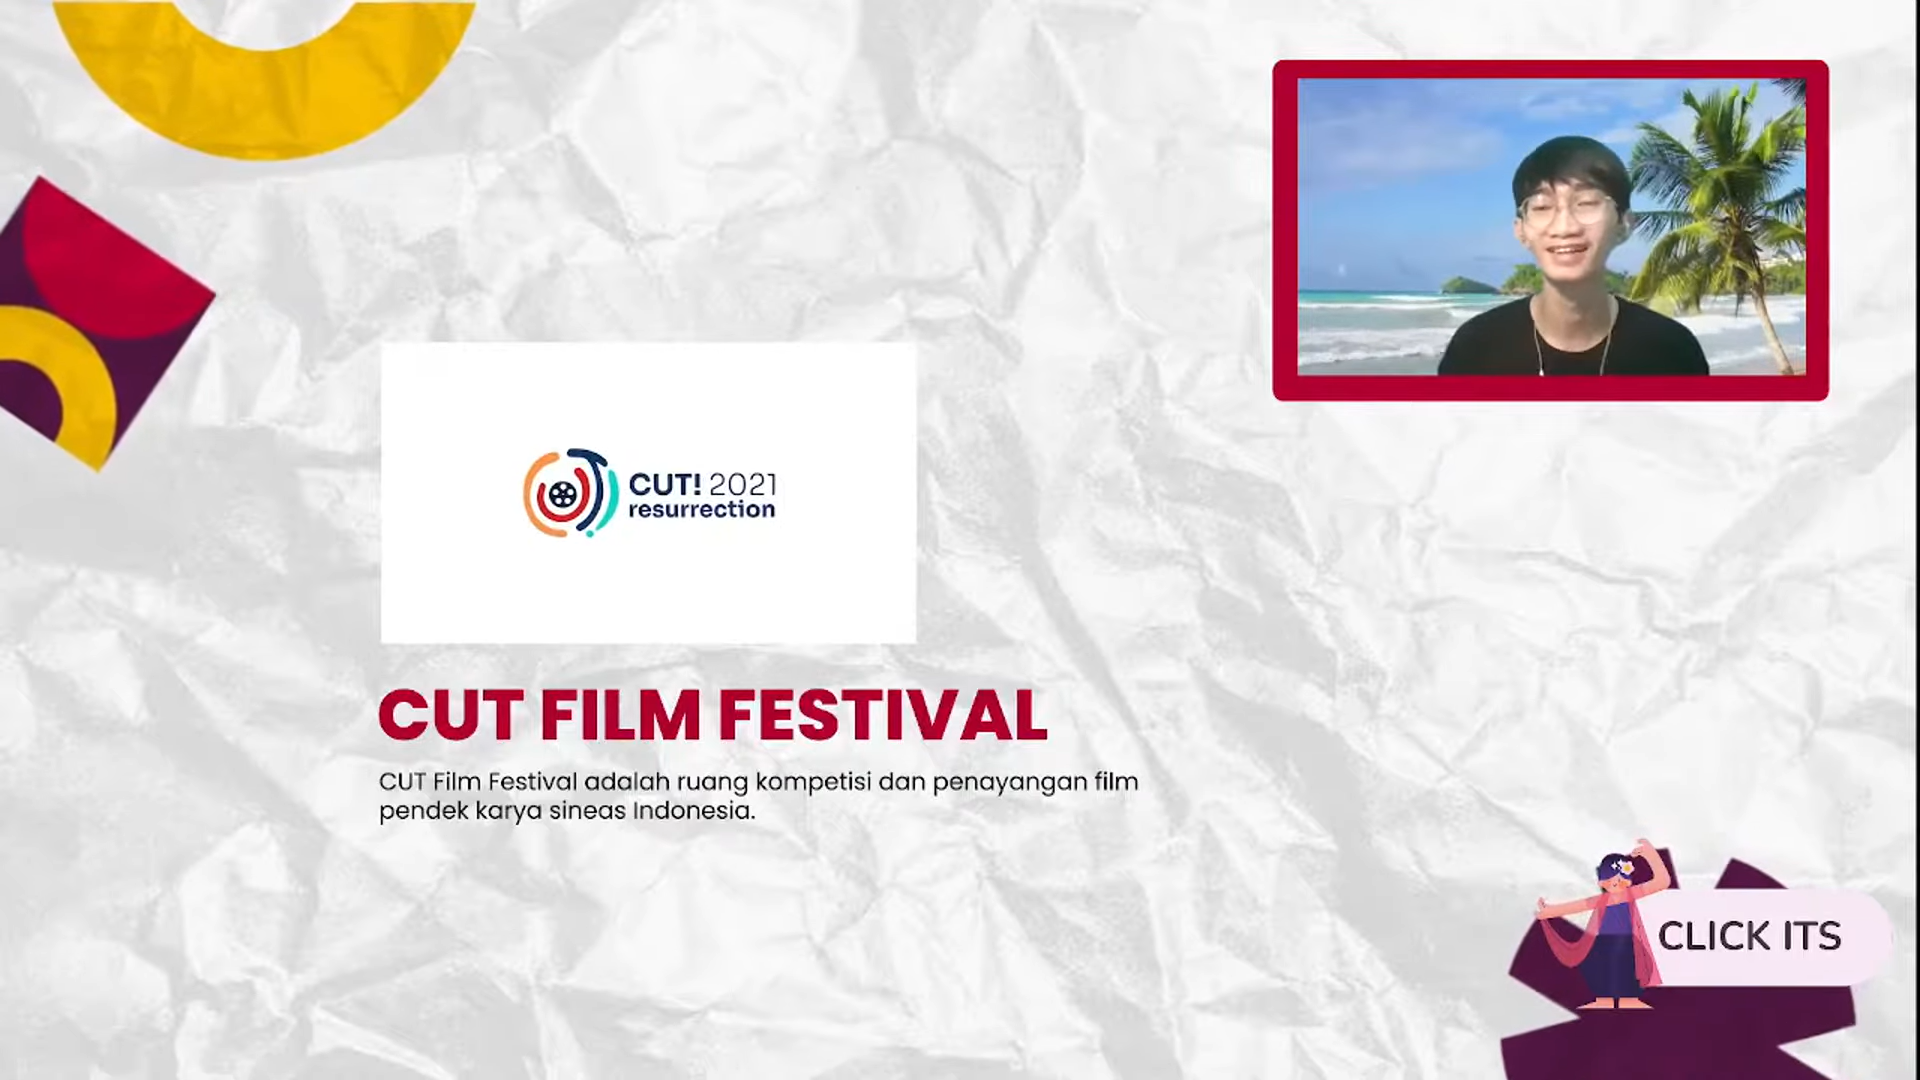 CUT! 2021
resurrection
CUT FILM FESTIVAL
CUT Film Festival adalah ruang kompetisi dan penayangan film
pendek karya sineas Indonesia.
CLICK ITS